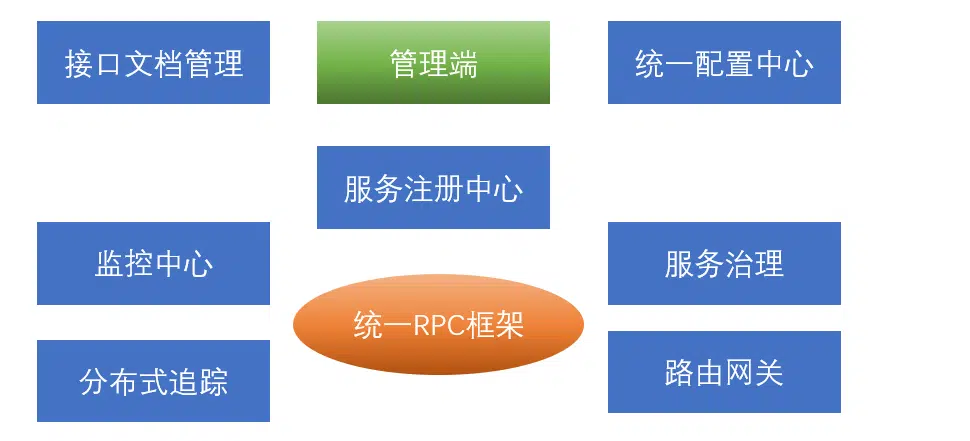 接口文档管理
管理端
统一配置中心
服务注册中心
监控中心
服务治理
统一RPC框架
分布式追踪
路由网关